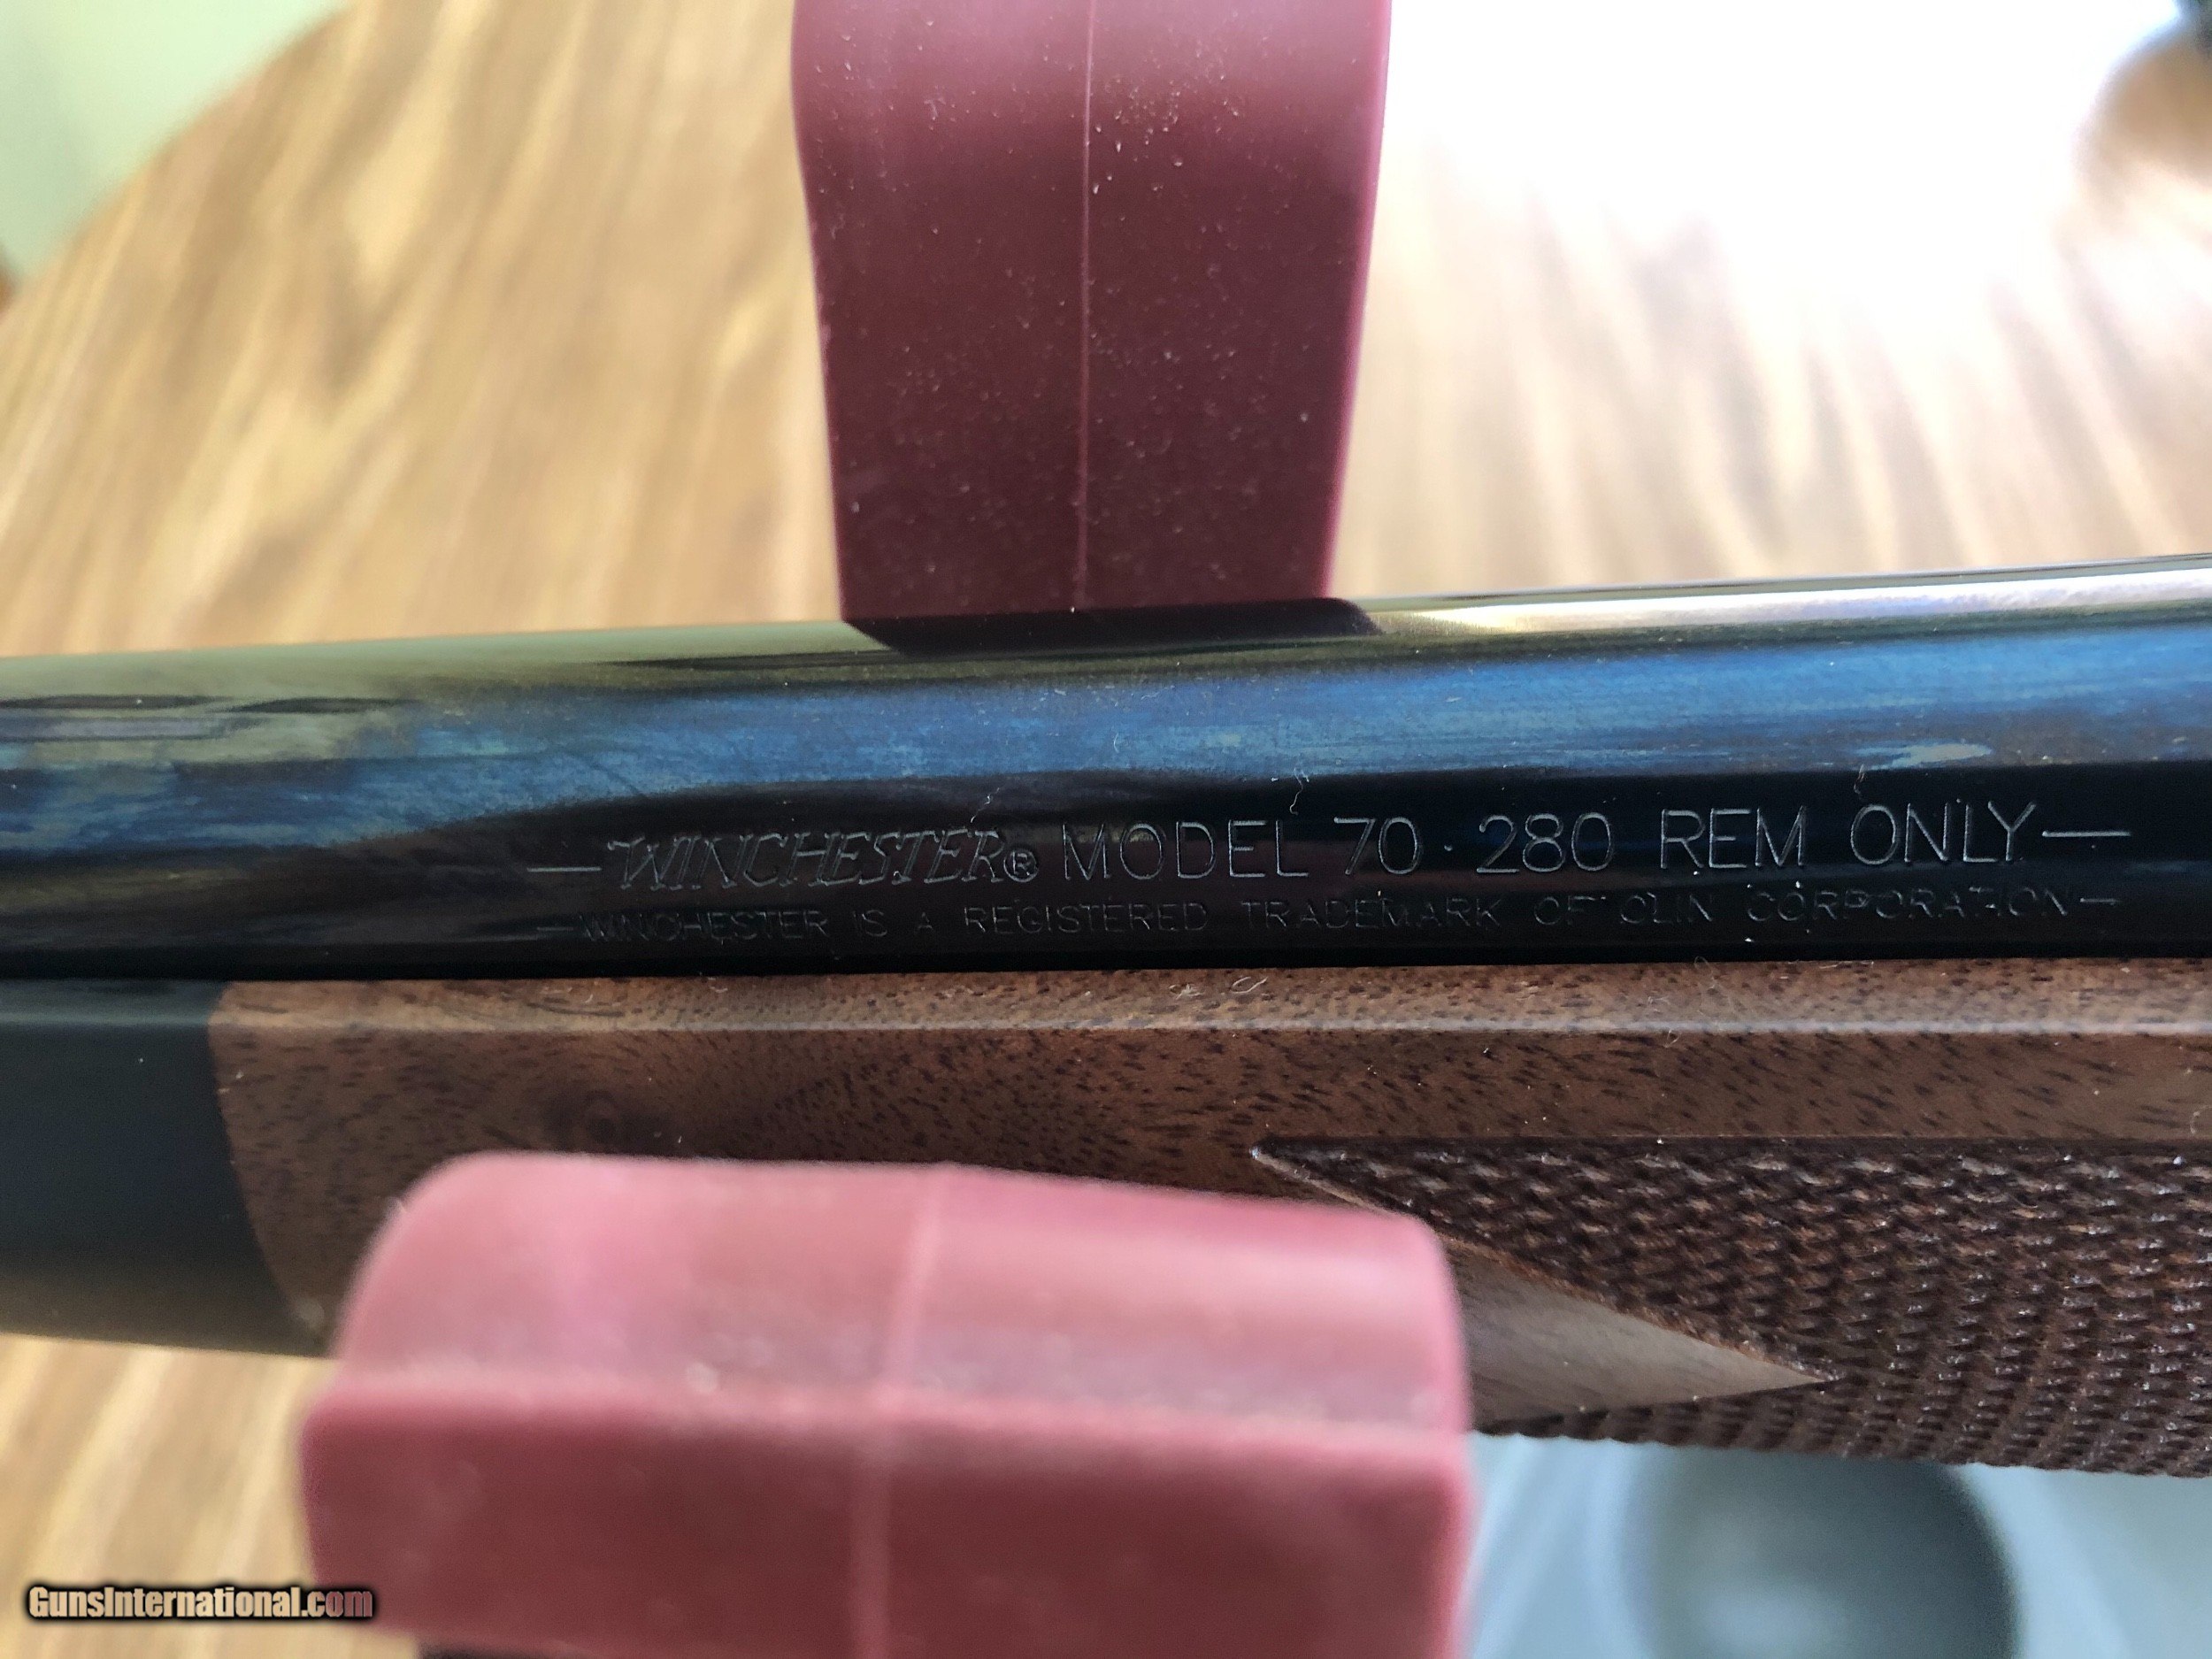 —WINCHESTER® MODEL 70 · 280 REM ONLY—
—WINCHESTER IS A REGISTERED TRADEMARK OF OLIN CORPORATION—
GunsInternational.com